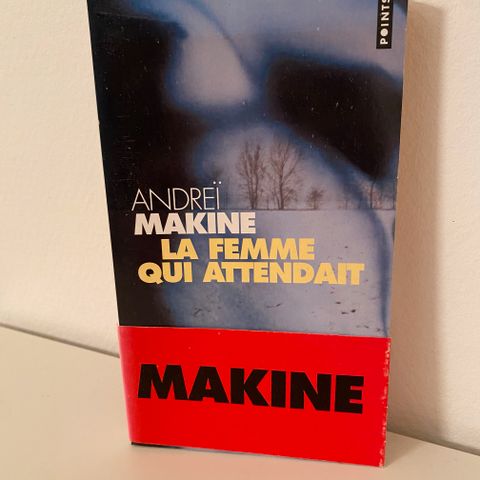 POINTS
ANDREÏ
MAKINE
LA FEMME
QUI ATTENDAIT
MAKINE